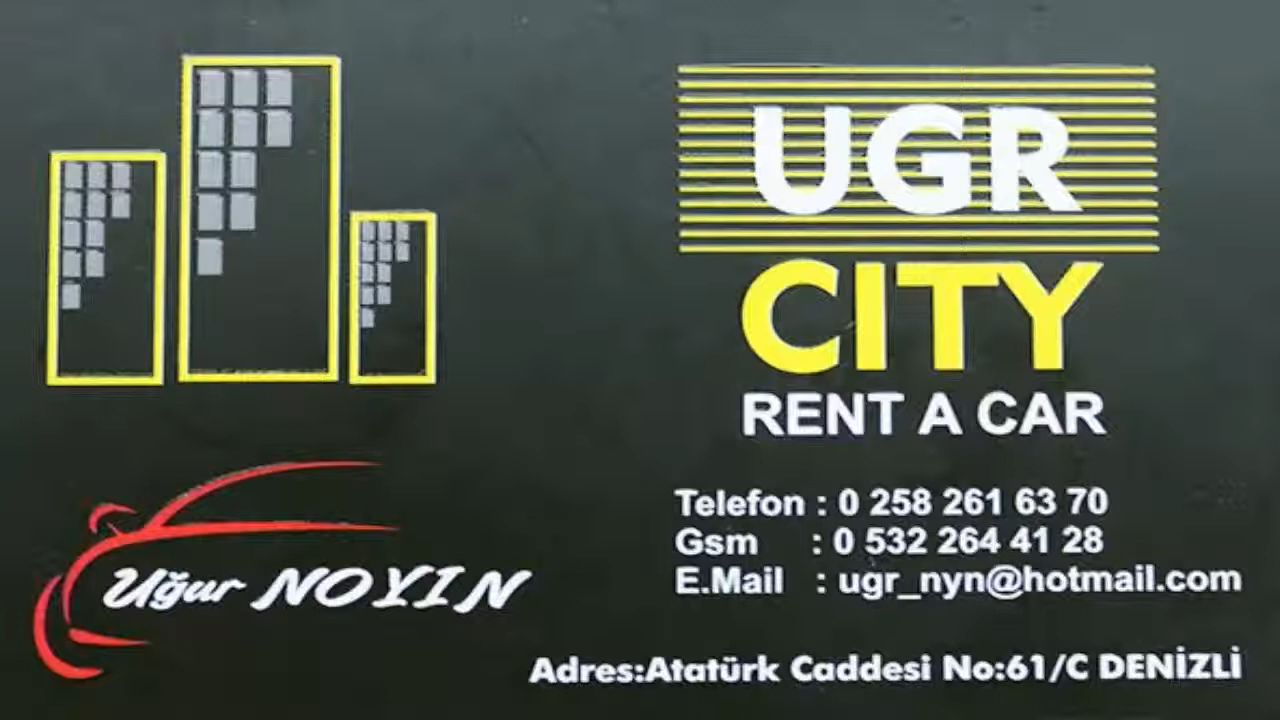 UGR
CITY
RENT A CAR
Uğur NOYIN
Telefon : 0 258 261 63 70
Gsm : 0 532 264 41 28
E.Mail : ugr_nyn@hotmail.com
Adres:Atatürk Caddesi No:61/C DENİZLİ